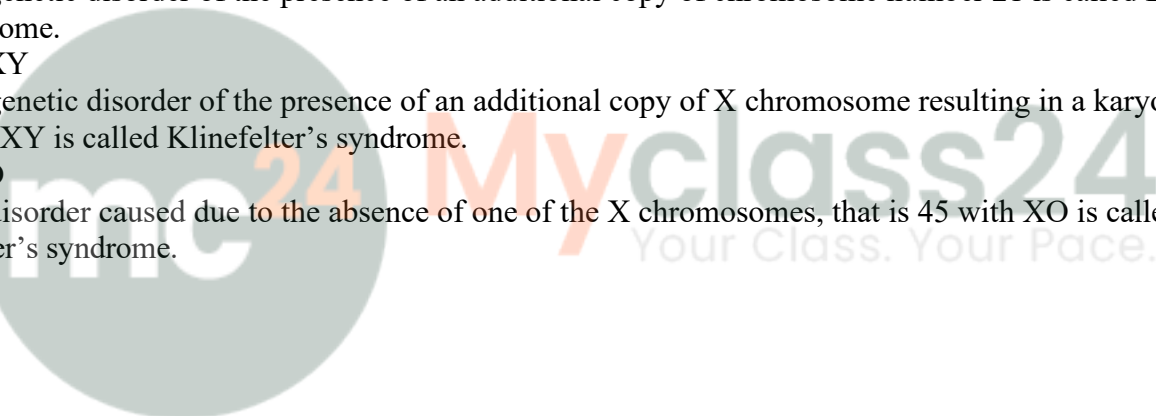 genetic disorder of the presence of an additional copy of chromosome number 21 is called
ome.
XY
genetic disorder of the presence of an additional copy of X chromosome resulting in a karyo
XY is called Klinefelter’s syndrome.
disorder caused due to the absence of one of the X chromosomes, that is 45 with XO is calle
er’s syndrome.
mc24
Myclass24
Your Class. Your Pace.